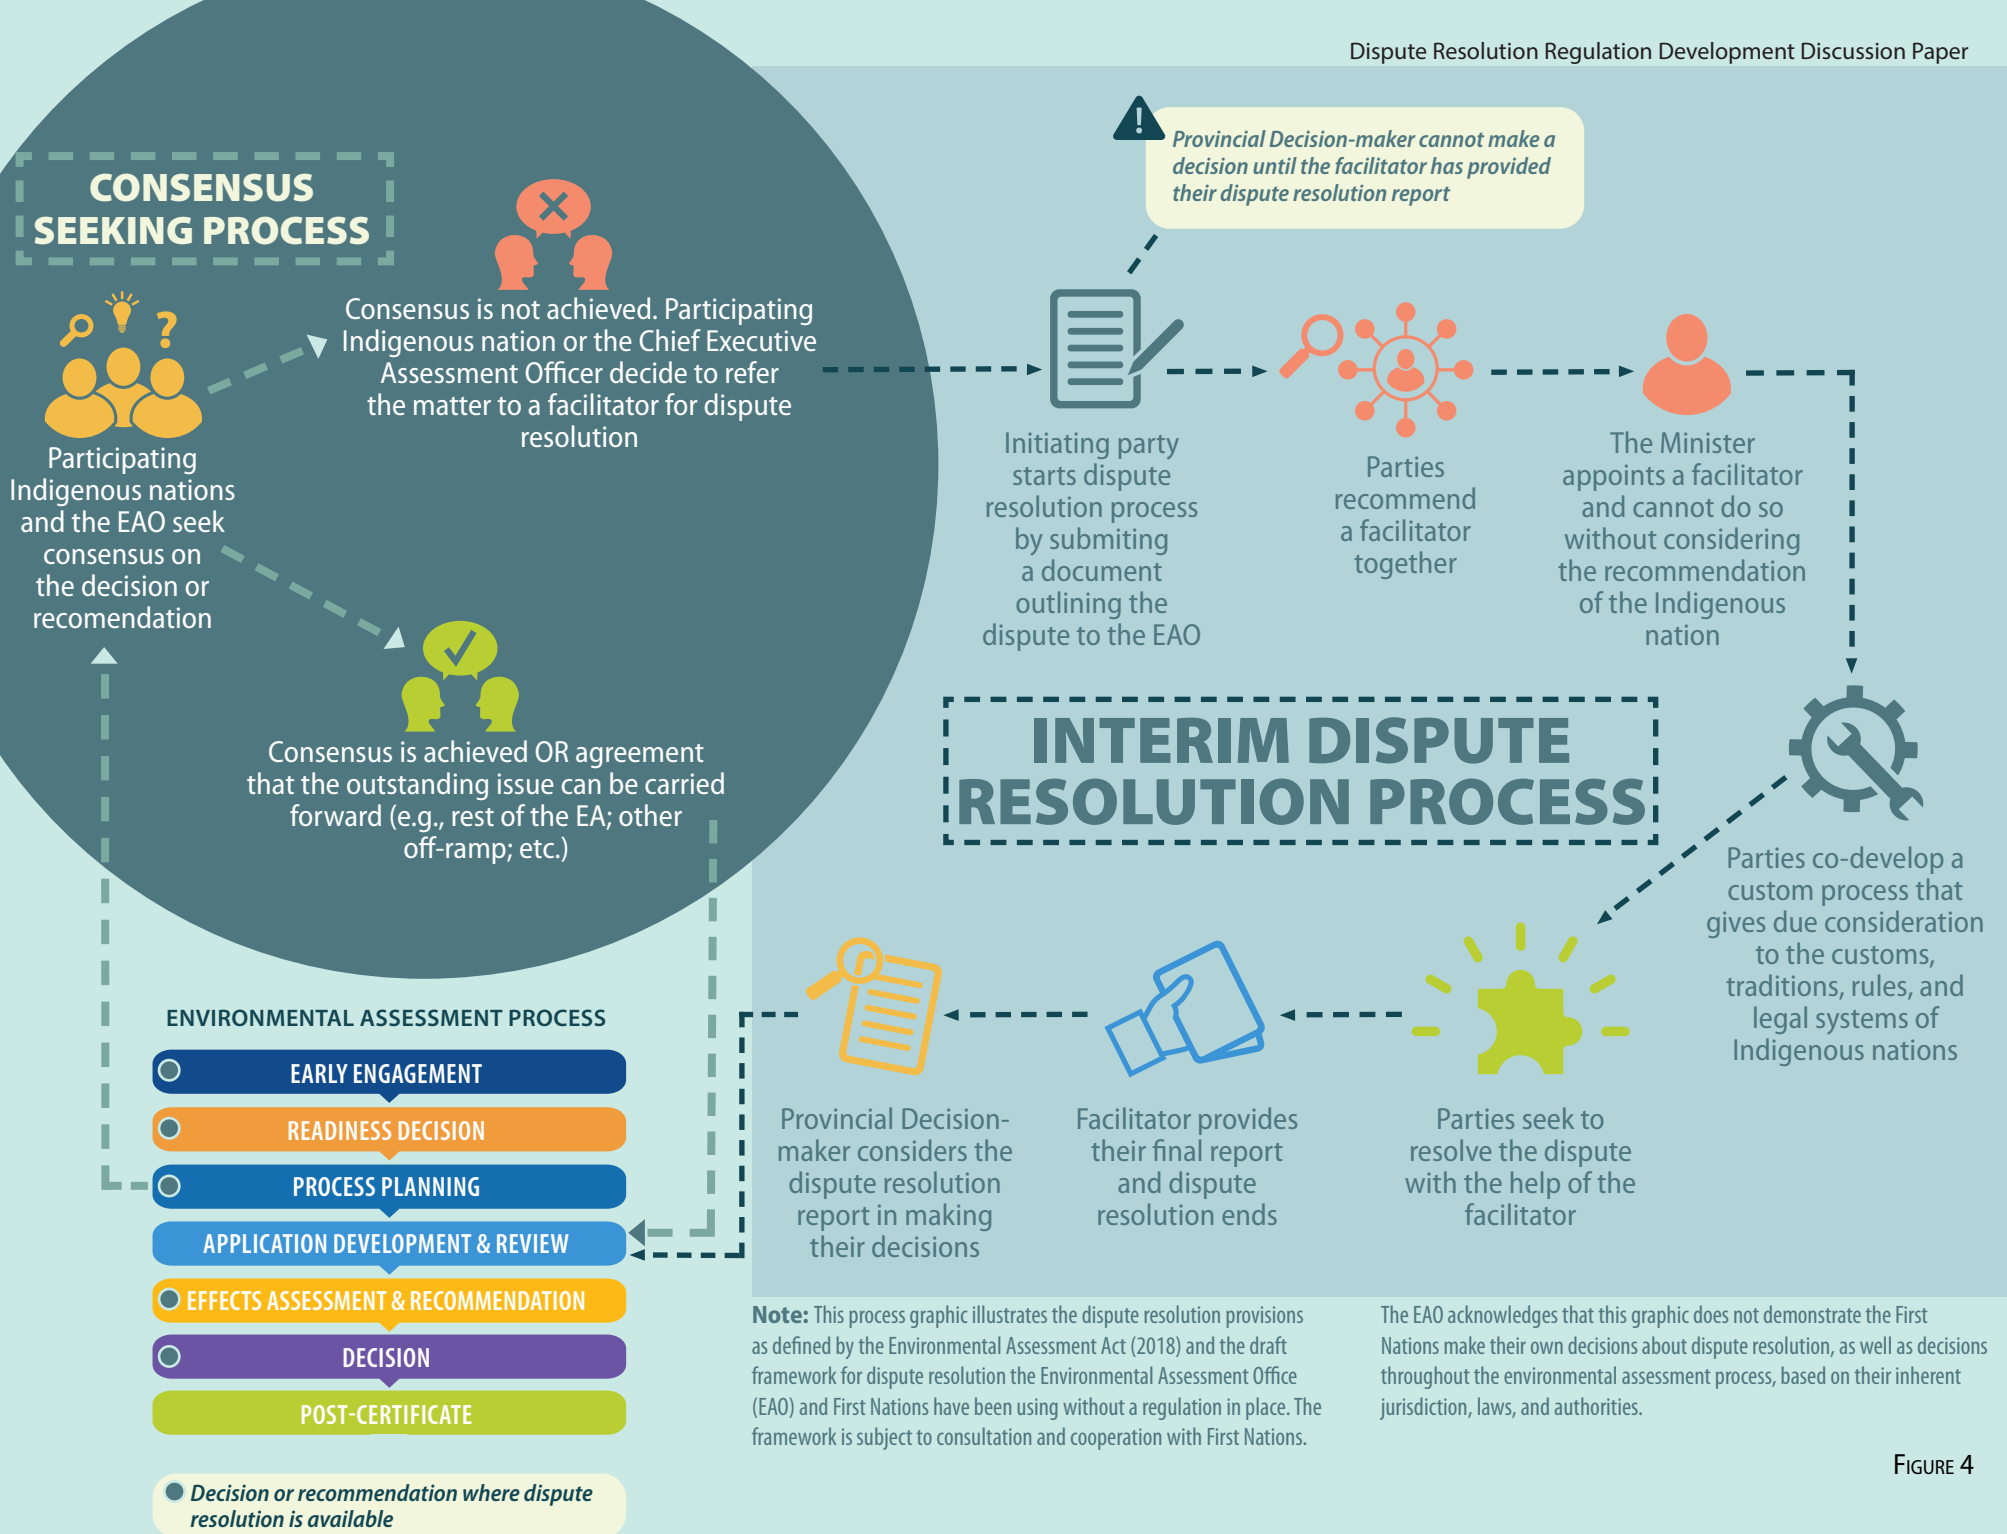 Dispute Resolution Regulation Development Discussion Paper
CONSENSUS
SEEKING PROCESS
Participating
Indigenous nations
and the EAO seek
consensus on
the decision or
recomendation
Consensus is not achieved. Participating
Indigenous nation or the Chief Executive
Assessment Officer decide to refer
the matter to a facilitator for dispute
resolution
Consensus is achieved OR agreement
that the outstanding issue can be carried
forward (e.g., rest of the EA; other
off-ramp; etc.)
Provincial Decision-maker cannot make a
decision until the facilitator has provided
their dispute resolution report
Initiating party
starts dispute
resolution process
by submiting
a document
outlining the
dispute to the EAO
Parties
recommend
a facilitator
together
The Minister
appoints a facilitator
and cannot do so
without considering
the recommendation
of the Indigenous
nation
INTERIM DISPUTE
RESOLUTION PROCESS
Parties co-develop a
custom process that
gives due consideration
to the customs,
traditions, rules, and
legal systems of
Indigenous nations
Parties seek to
resolve the dispute
with the help of the
facilitator
Facilitator provides
their final report
and dispute
resolution ends
Provincial Decision-
maker considers the
dispute resolution
report in making
their decisions
ENVIRONMENTAL ASSESSMENT PROCESS
EARLY ENGAGEMENT
READINESS DECISION
PROCESS PLANNING
APPLICATION DEVELOPMENT & REVIEW
EFFECTS ASSESSMENT & RECOMMENDATION
DECISION
POST-CERTIFICATE
Decision or recommendation where dispute
resolution is available
Note: This process graphic illustrates the dispute resolution provisions
as defined by the Environmental Assessment Act (2018) and the draft
framework for dispute resolution the Environmental Assessment Office
(EAO) and First Nations have been using without a regulation in place. The
framework is subject to consultation and cooperation with First Nations.
The EAO acknowledges that this graphic does not demonstrate the First
Nations make their own decisions about dispute resolution, as well as decisions
throughout the environmental assessment process, based on their inherent
jurisdiction, laws, and authorities.
FIGURE 4